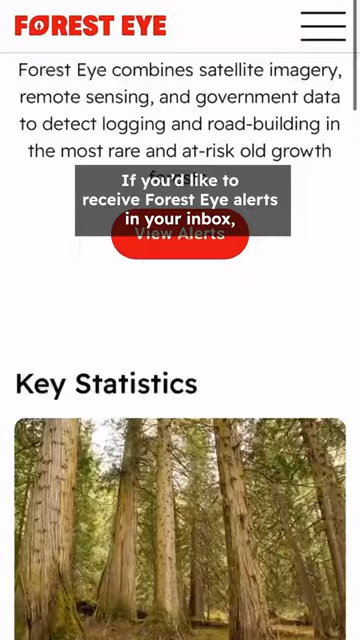 FOREST EYE
Forest Eye combines satellite imagery,
remote sensing, and government data
to detect logging and road-building in
the most rare and at-risk old growth
If you'd like to
receive Forest Eye alerts
in your inbox,
View Alerts
Key Statistics